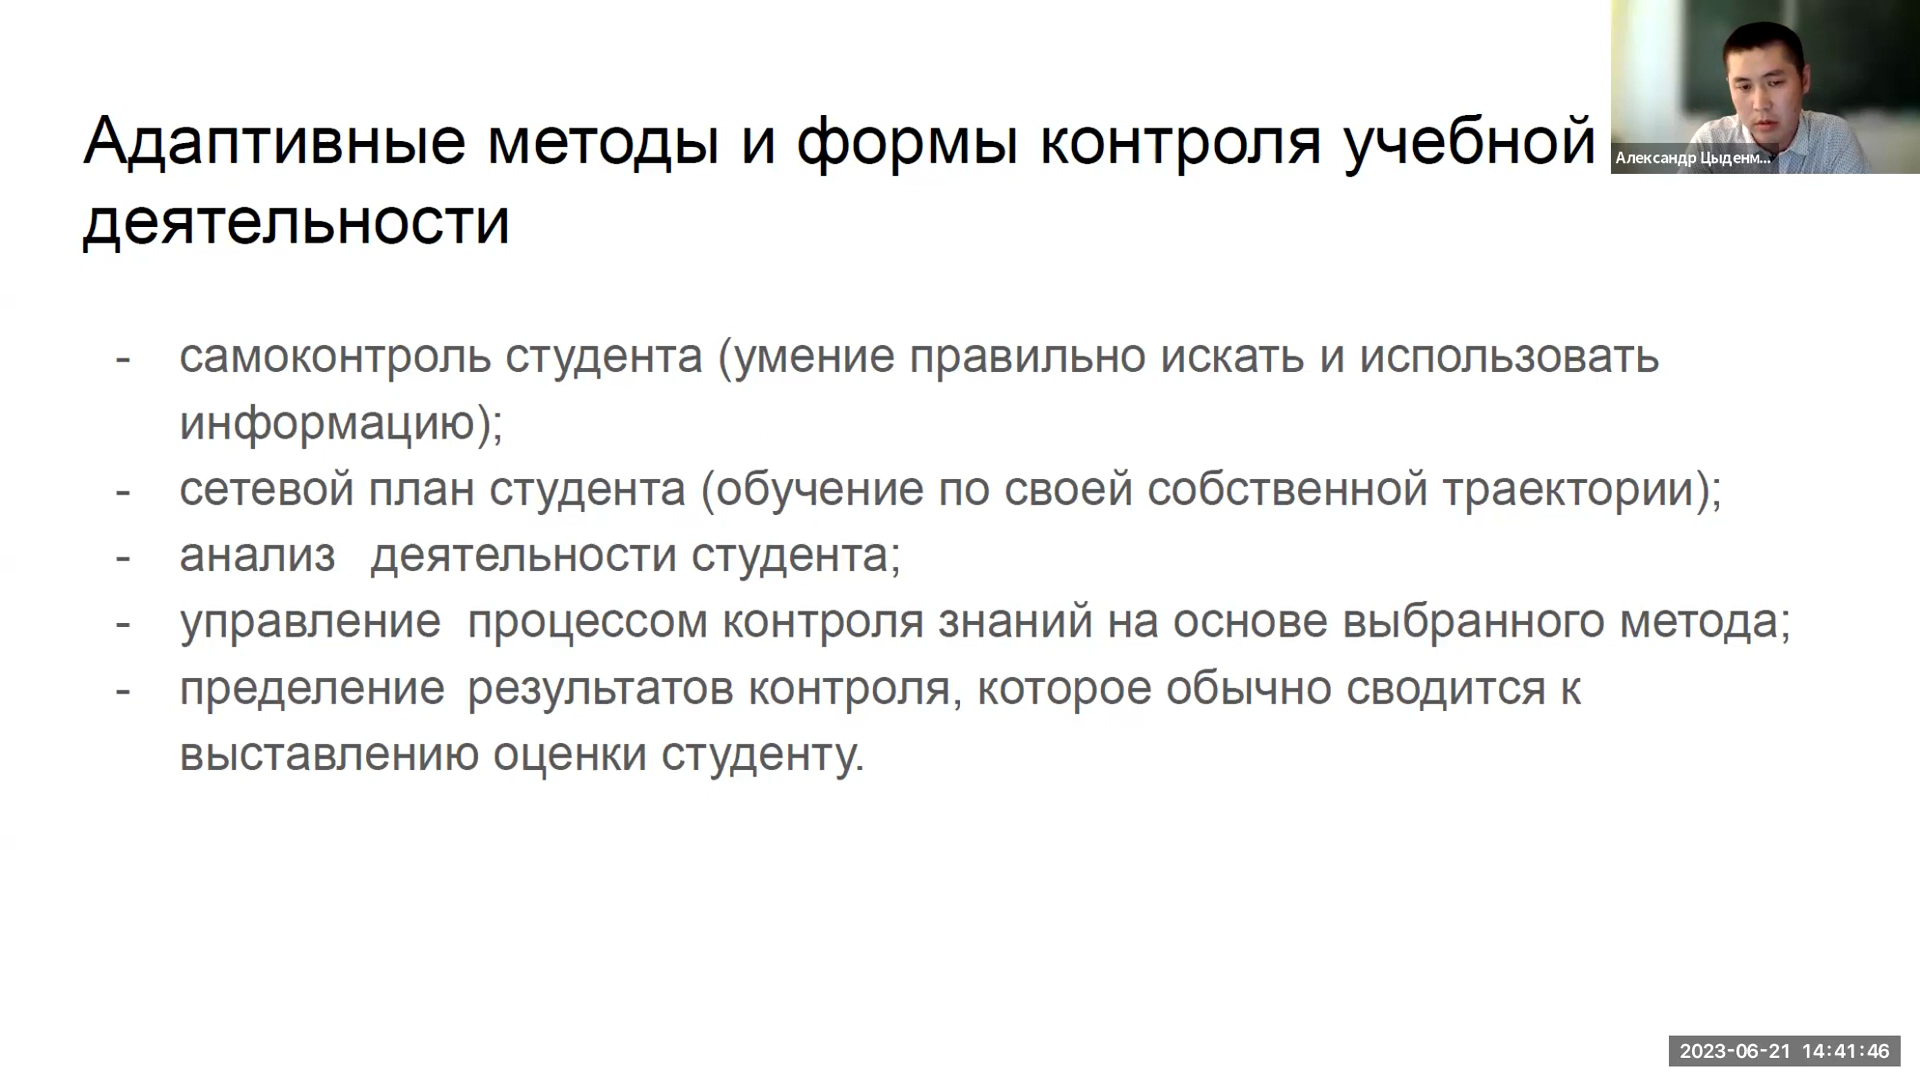 Адаптивные методы и формы контроля учебной
деятельности
Александр Цыденм...
- самоконтроль студента (умение правильно искать и использовать
информацию);
- сетевой план студента (обучение по своей собственной траектории);
- анализ деятельности студента;
- управление процессом контроля знаний на основе выбранного метода;
- пределение результатов контроля, которое обычно сводится к
выставлению оценки студенту.
2023-06-21 14:41:46